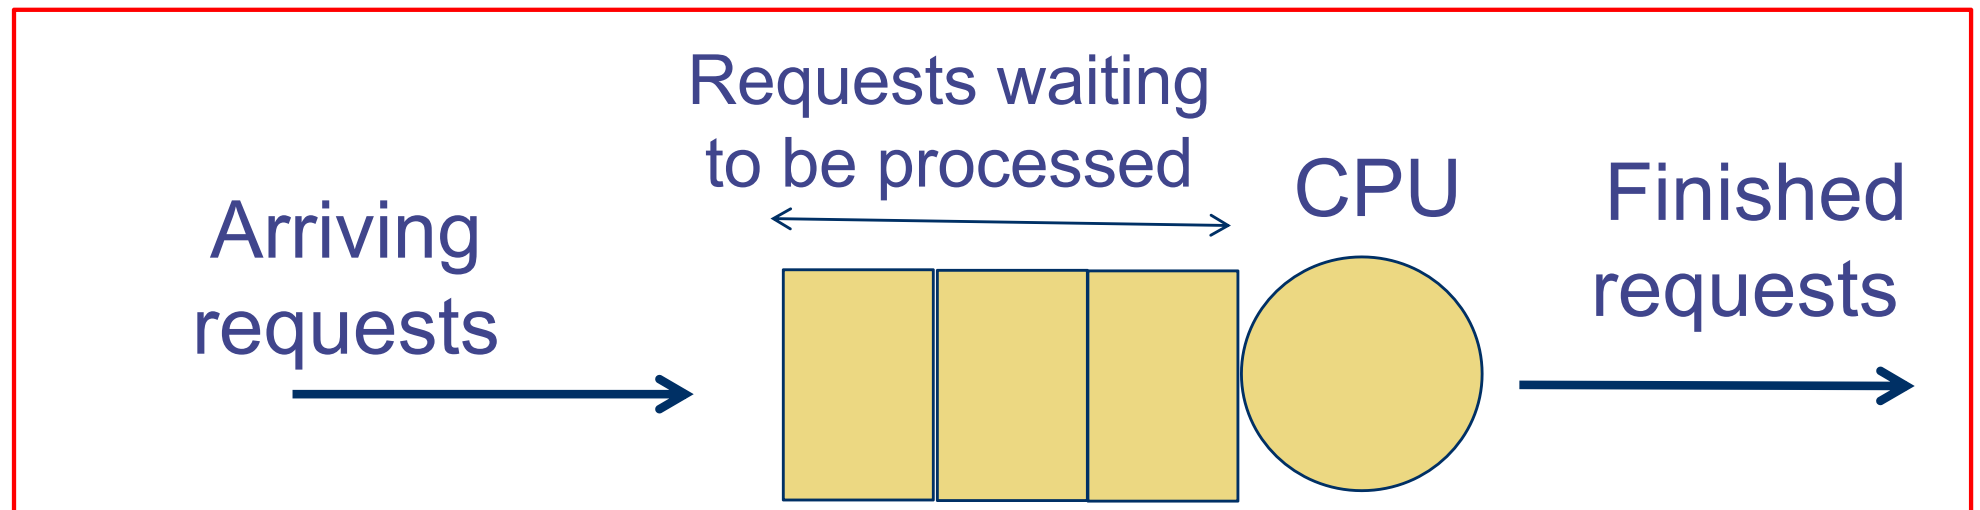 Requests waiting
to be processed
CPU
Finished
requests
Arriving
requests